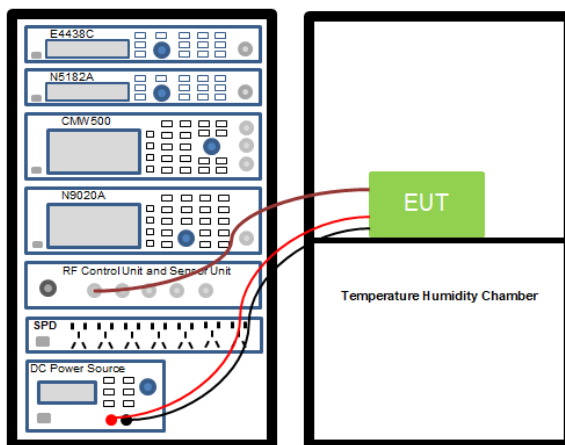 E4438C
N5182A
CMW500
N9020A
RF Control Unit and Sensor Unit
SPD
DC Power Source
EUT
Temperature Humidity Chamber